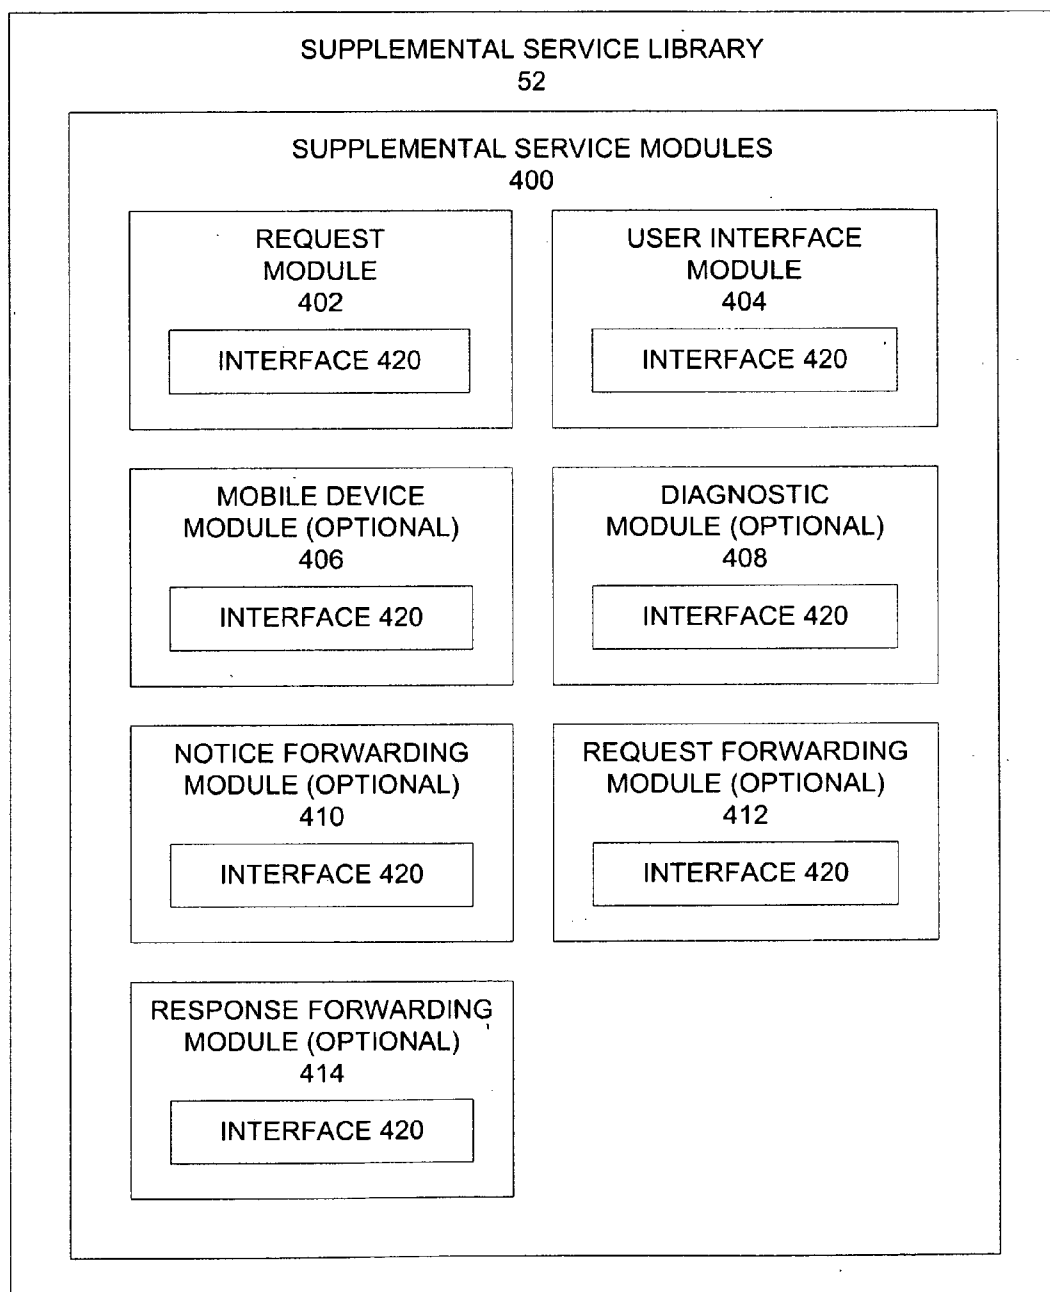 SUPPLEMENTAL SERVICE LIBRARY
52
SUPPLEMENTAL SERVICE MODULES
400
REQUEST
MODULE
402
INTERFACE 420
USER INTERFACE
MODULE
404
INTERFACE 420
MOBILE DEVICE
MODULE (OPTIONAL)
406
INTERFACE 420
DIAGNOSTIC
MODULE (OPTIONAL)
408
INTERFACE 420
NOTICE FORWARDING
MODULE (OPTIONAL)
410
INTERFACE 420
REQUEST FORWARDING
MODULE (OPTIONAL)
412
INTERFACE 420
RESPONSE FORWARDING
MODULE (OPTIONAL)
414
INTERFACE 420